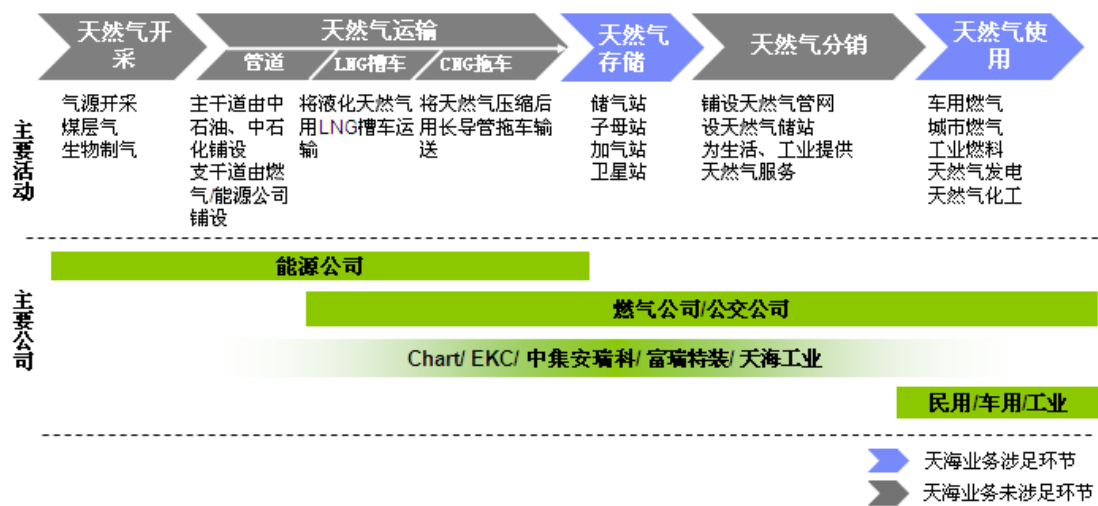 天然气开
采
天然气运输
管道
LNG槽车
CNG拖车
天然气
存储
天然气分销
天然气使
用
主要活动
气源开采
煤层气
生物制气
主干道由中
石油、中石
化铺设
支干道由燃
气/能源公司
铺设
将液化天然气
用LNG槽车运
输
将天然气压缩后
用长导管拖车输
送
储气站
子母站
加气站
卫星站
铺设天然气管网
设天然气储站
为生活、工业提供
天然气服务
车用燃气
城市燃气
工业燃料
天然气发电
天然气化工
主要公司
能源公司
燃气公司/公交公司
Chart/ EKC/ 中集安瑞科/ 富瑞特装/ 天海工业
民用/车用/工业
天海业务涉足环节
天海业务未涉足环节